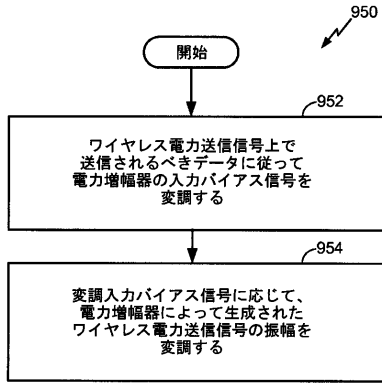 950
開始
952
ワイヤレス電力送信信号上で
送信されるべきデータに従って
電力増幅器の入力バイアス信号を
変調する
954
変調入力バイアス信号に応じて、
電力増幅器によって生成された
ワイヤレス電力送信信号の振幅を
変調する